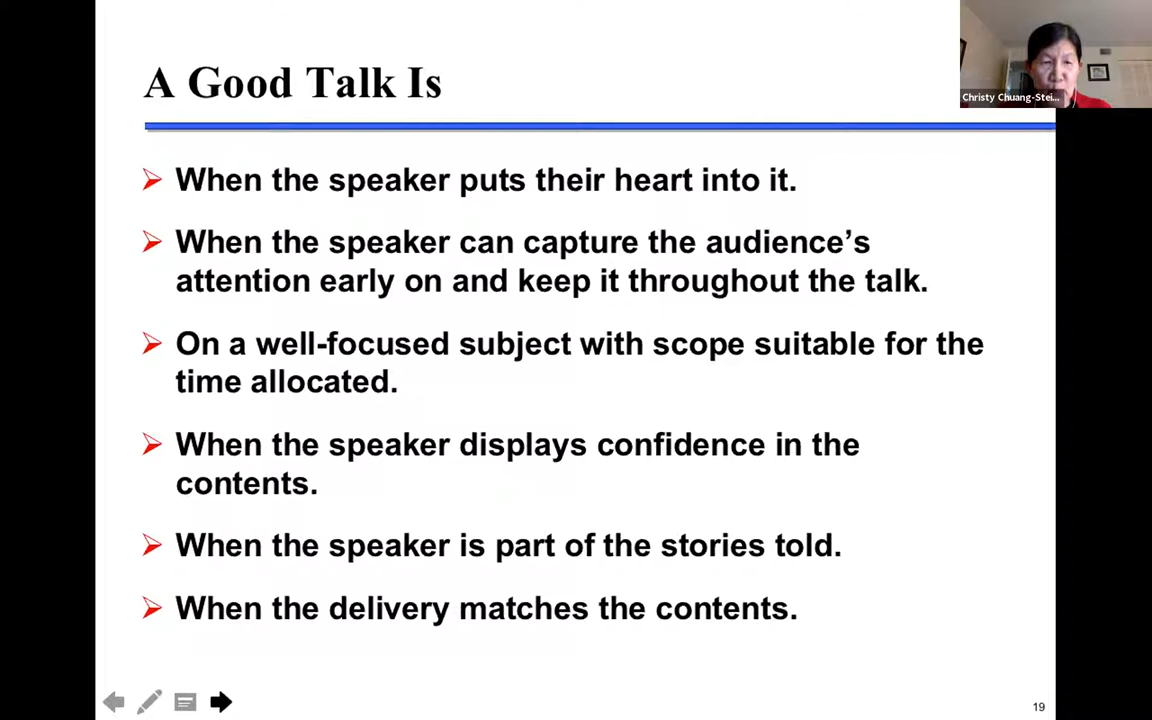 A Good Talk Is
Christy Chuang-Stei...
When the speaker puts their heart into it.
When the speaker can capture the audience’s
attention early on and keep it throughout the talk.
On a well-focused subject with scope suitable for the
time allocated.
When the speaker displays confidence in the
contents.
When the speaker is part of the stories told.
When the delivery matches the contents.
19